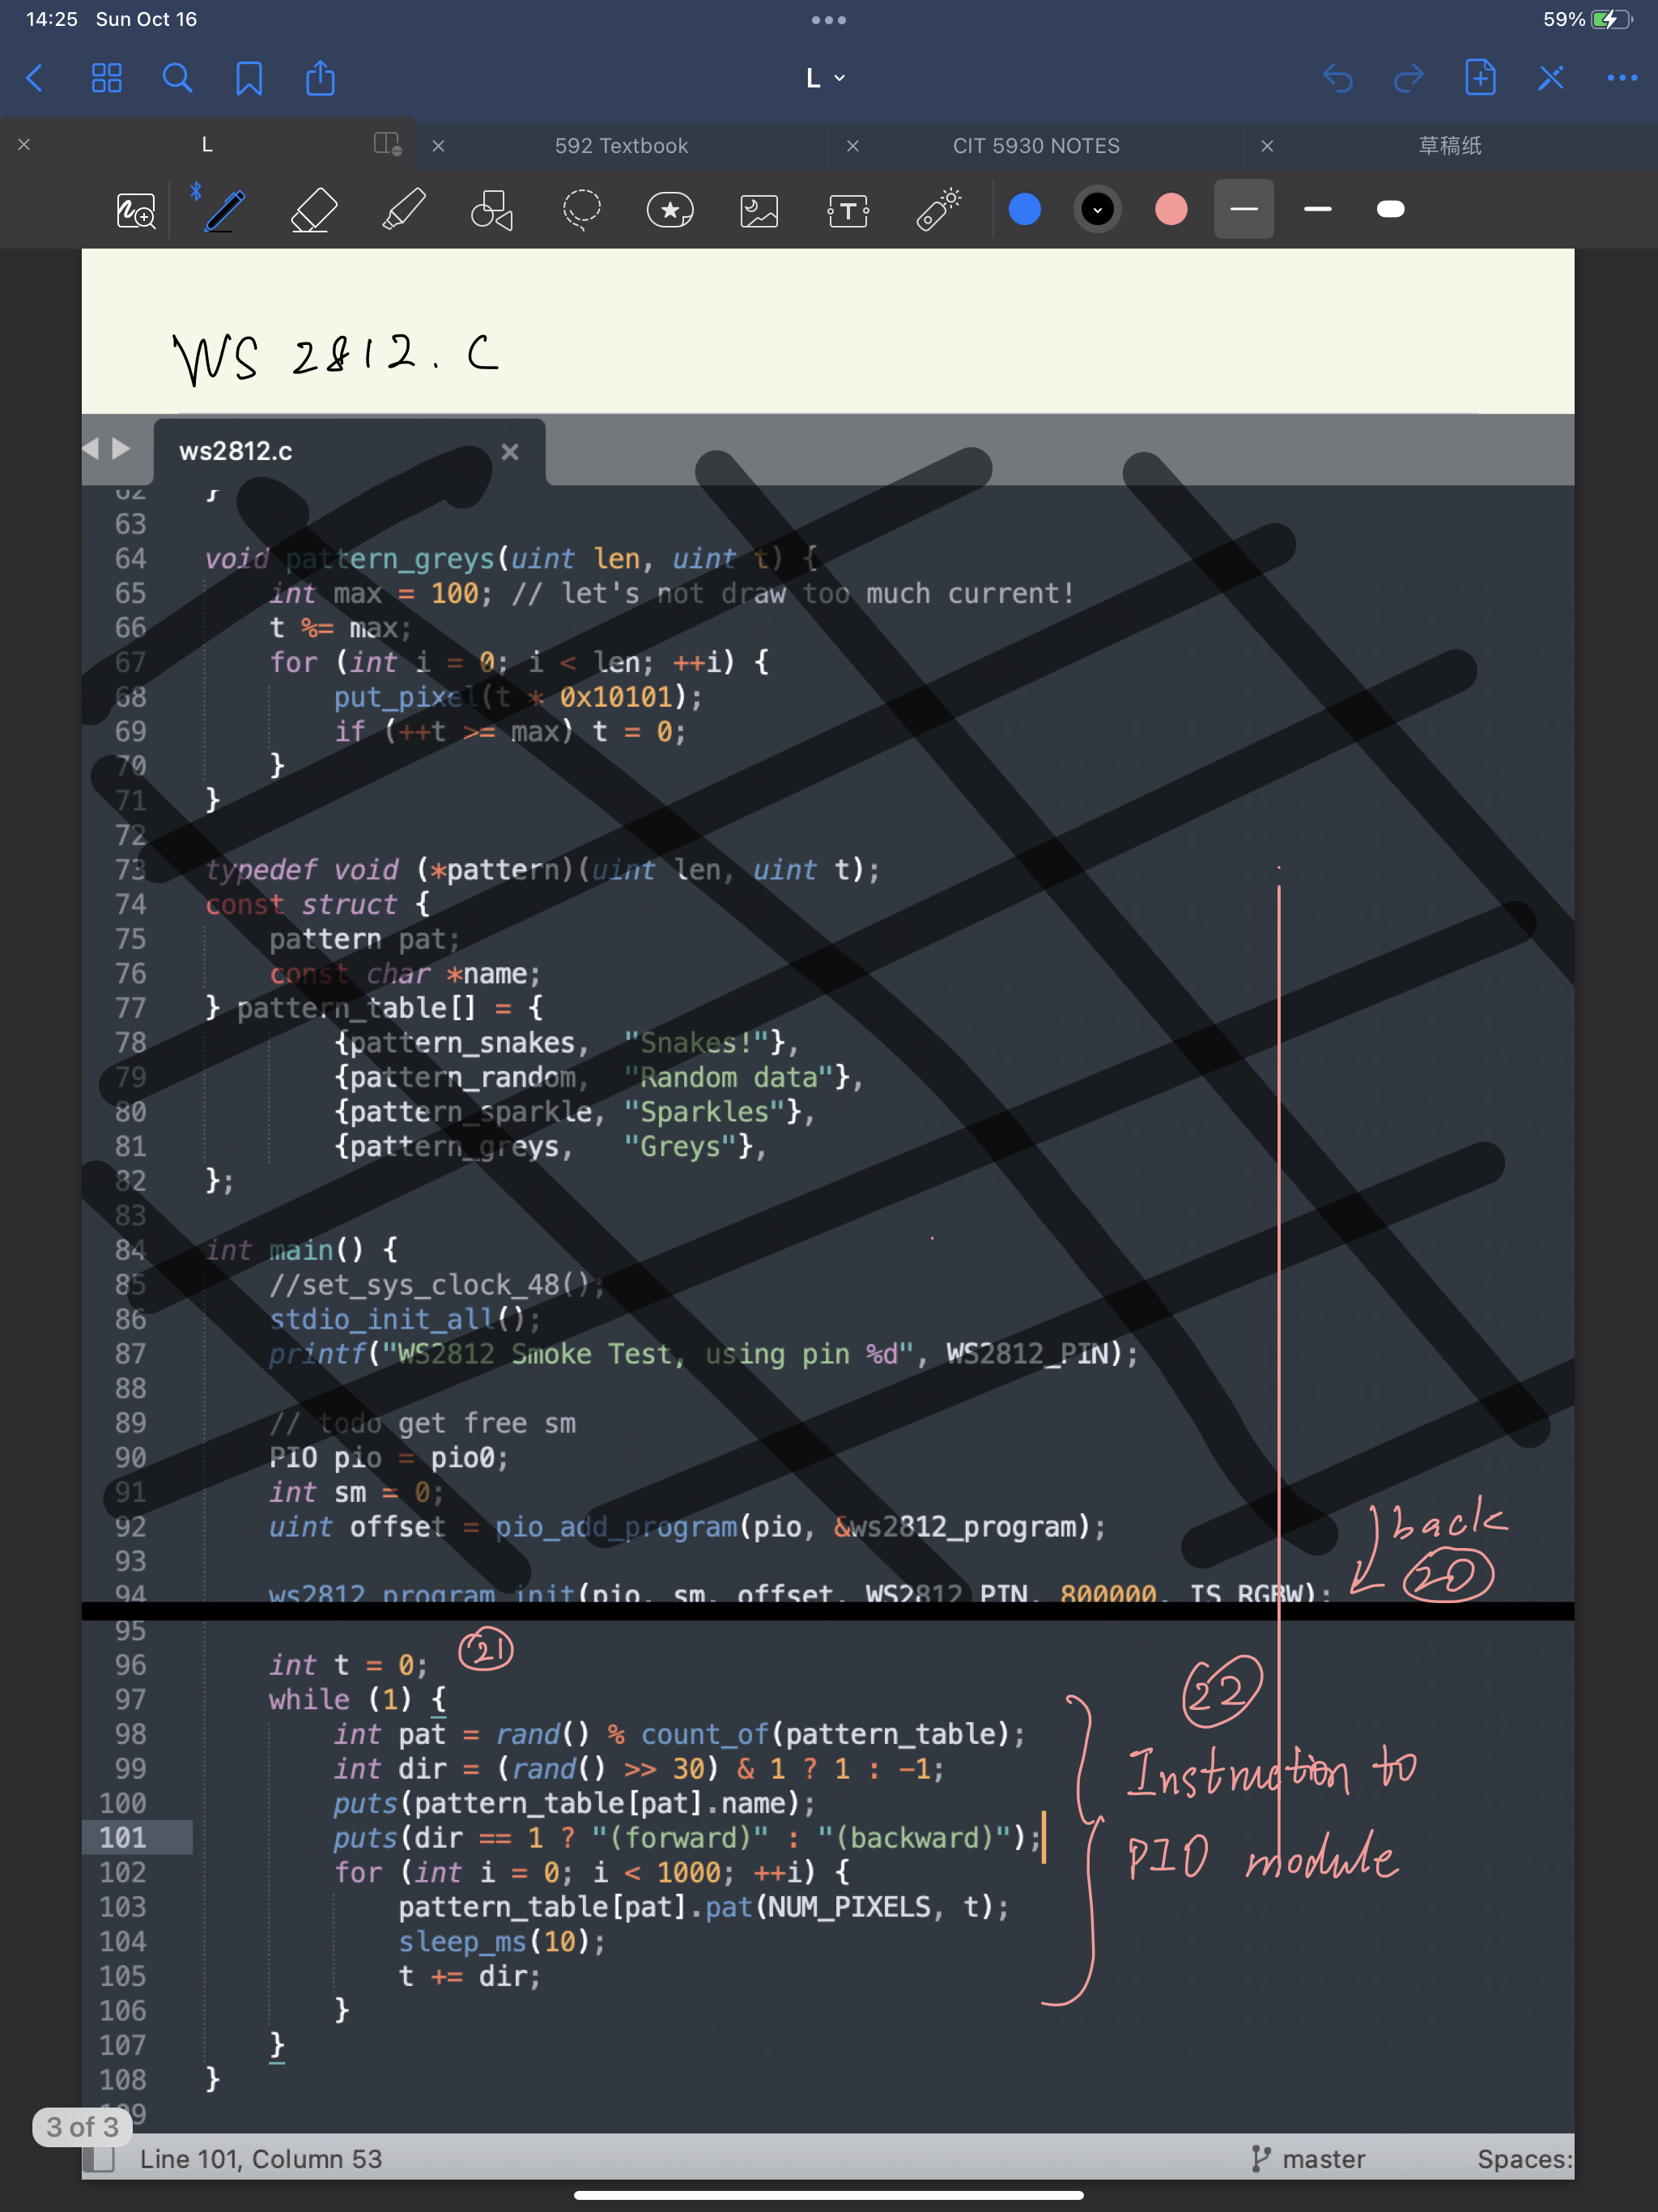 14:25 Sun Oct 16
59%
L
L
592 Textbook
CIT 5930 NOTES
草稿纸
WS 2812.C
ws2812.c
62 }
63
64 void pattern_greys(uint len, uint t) {
65 int max = 100; // let's not draw too much current!
66 t %= max;
67 for (int i = 0; i < len; ++i) {
68 put_pixel(t * 0x10101);
69 if (++t >= max) t = 0;
70 }
71 }
72
73 typedef void (*pattern)(uint len, uint t);
74 const struct {
75 pattern pat;
76 const char *name;
77 } pattern_table[] = {
78 {pattern_snakes, "Snakes!"},
79 {pattern_random, "Random data"},
80 {pattern_sparkle, "Sparkles"},
81 {pattern_greys, "Greys"},
82 };
83
84 int main() {
85 //set_sys_clock_48();
86 stdio_init_all();
87 printf("WS2812 Smoke Test, using pin %d", WS2812_PIN);
88
89 // todo get free sm
90 PIO pio = pio0;
91 int sm = 0;
92 uint offset = pio_add_program(pio, &ws2812_program);
93
94 ws2812_program_init(pio, sm, offset, WS2812_PIN, 800000, IS_RGBW);
back
20
95
96 int t = 0;
21
97 while (1) {
98 int pat = rand() % count_of(pattern_table);
99 int dir = (rand() >> 30) & 1 ? 1 : -1;
100 puts(pattern_table[pat].name);
101 puts(dir == 1 ? "(forward)" : "(backward)");
102 for (int i = 0; i < 1000; ++i) {
103 pattern_table[pat].pat(NUM_PIXELS, t);
104 sleep_ms(10);
105 t += dir;
106 }
107 }
108 }
22
Instruction to
PIO module
3 of 3
Line 101, Column 53
master
Spaces: